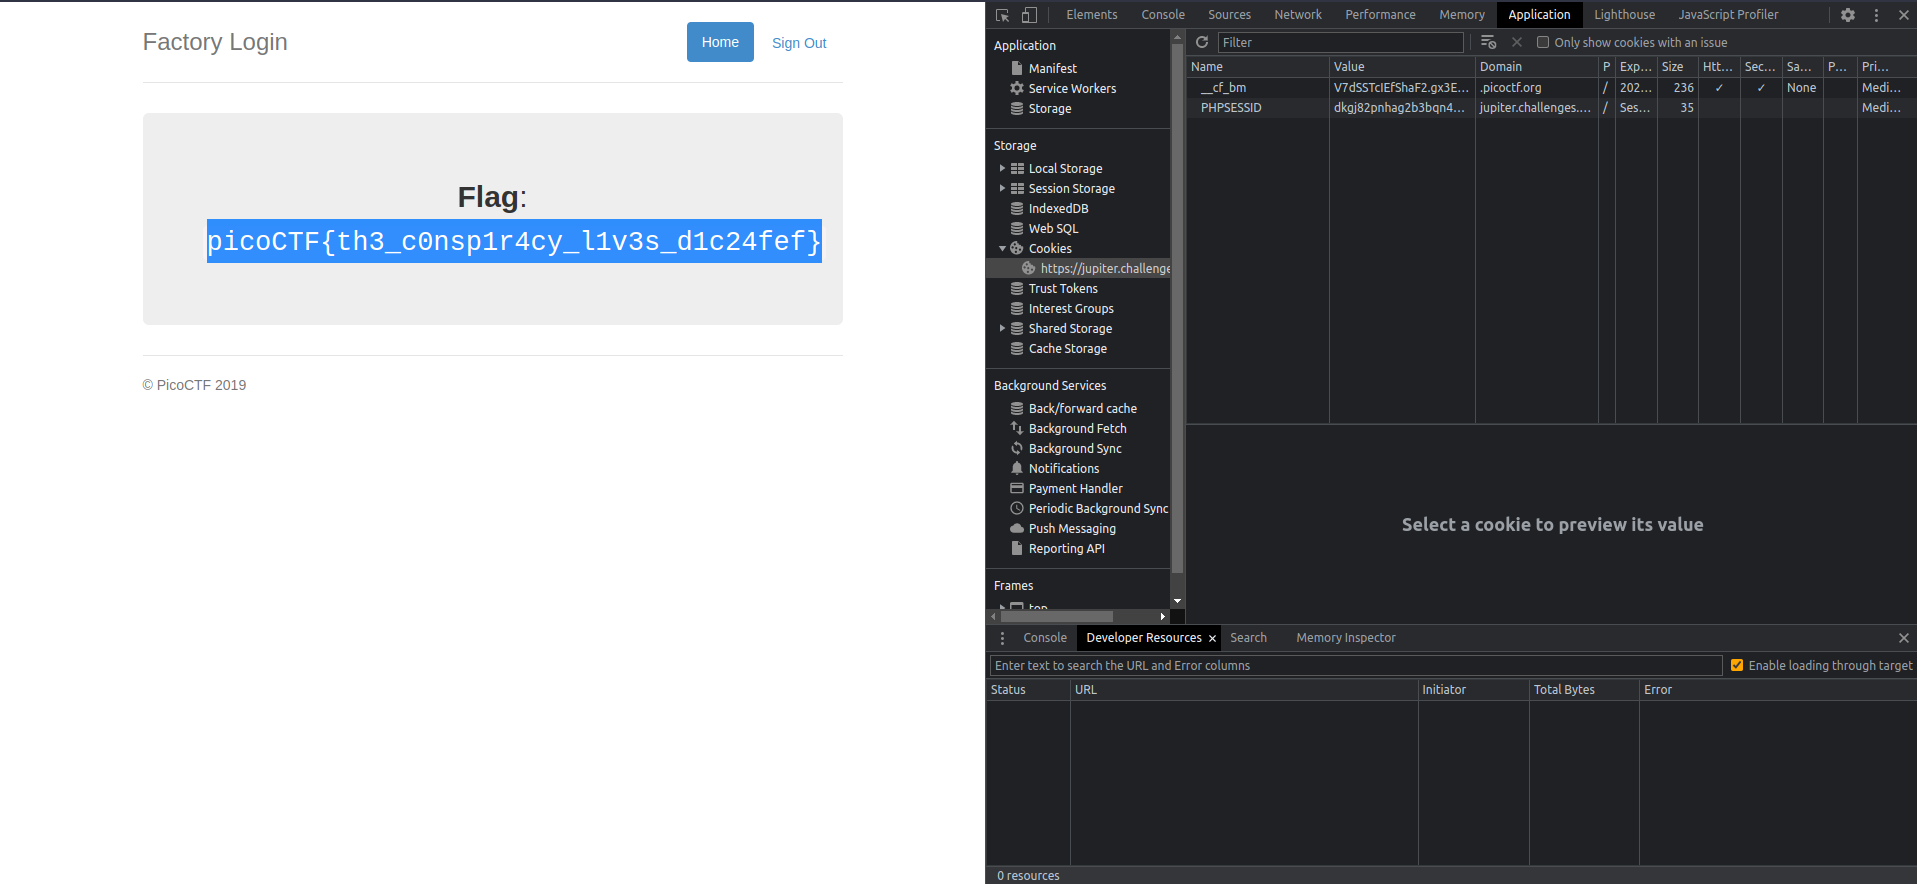 Factory Login
Home
Sign Out
Flag:
picoCTF{th3_c0nsp1r4cy_l1v3s_d1c24fef}
© PicoCTF 2019
Elements Console Sources Network Performance Memory Application Lighthouse JavaScript Profiler
Application
Manifest
Service Workers
Storage
Storage
Local Storage
Session Storage
IndexedDB
Web SQL
Cookies
https://jupiter.challenge
Trust Tokens
Interest Groups
Shared Storage
Cache Storage
Background Services
Back/forward cache
Background Fetch
Background Sync
Notifications
Payment Handler
Periodic Background Sync
Push Messaging
Reporting API
Frames
top
Filter
Only show cookies with an issue
Name Value Domain P Exp... Size Htt... Sec... Sa... P... Pri...
__cf_bm V7dSSTcIEfShaF2.gx3E... .picoctf.org / 202... 236 ✓ ✓ None Medi...
PHPSESSID dkgj82pnhag2b3bqn4... jupiter.challenges.... / Ses... 35 Medi...
Select a cookie to preview its value
Console Developer Resources Search Memory Inspector
Enter text to search the URL and Error columns
Enable loading through target
Status URL Initiator Total Bytes Error
0 resources